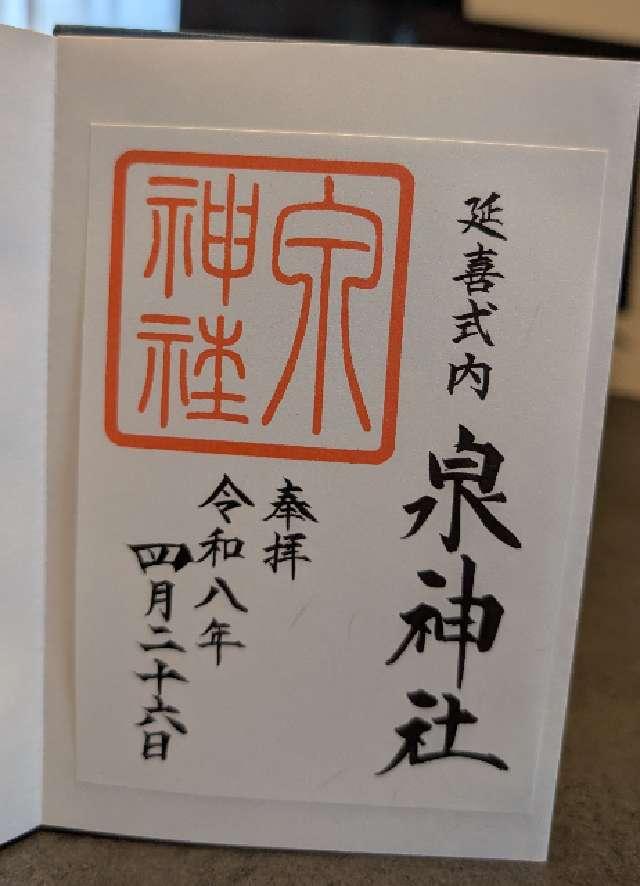 延喜式内 泉神社
奉拝
令和八年
四月二十六日
泉
神社